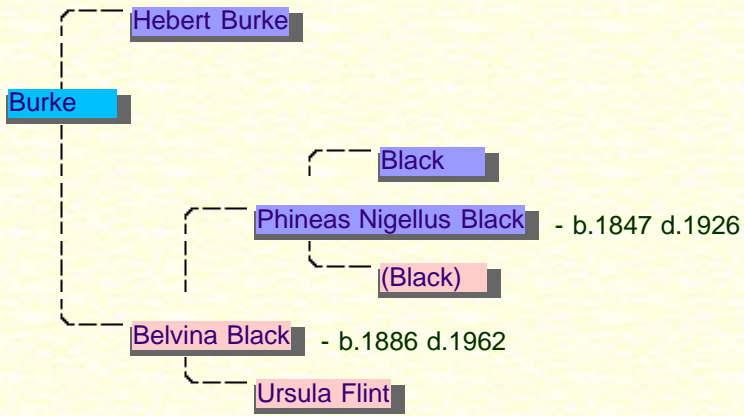 Hebert Burke
Burke
Black
Phineas Nigellus Black - b.1847 d.1926
(Black)
Belvina Black - b.1886 d.1962
Ursula Flint